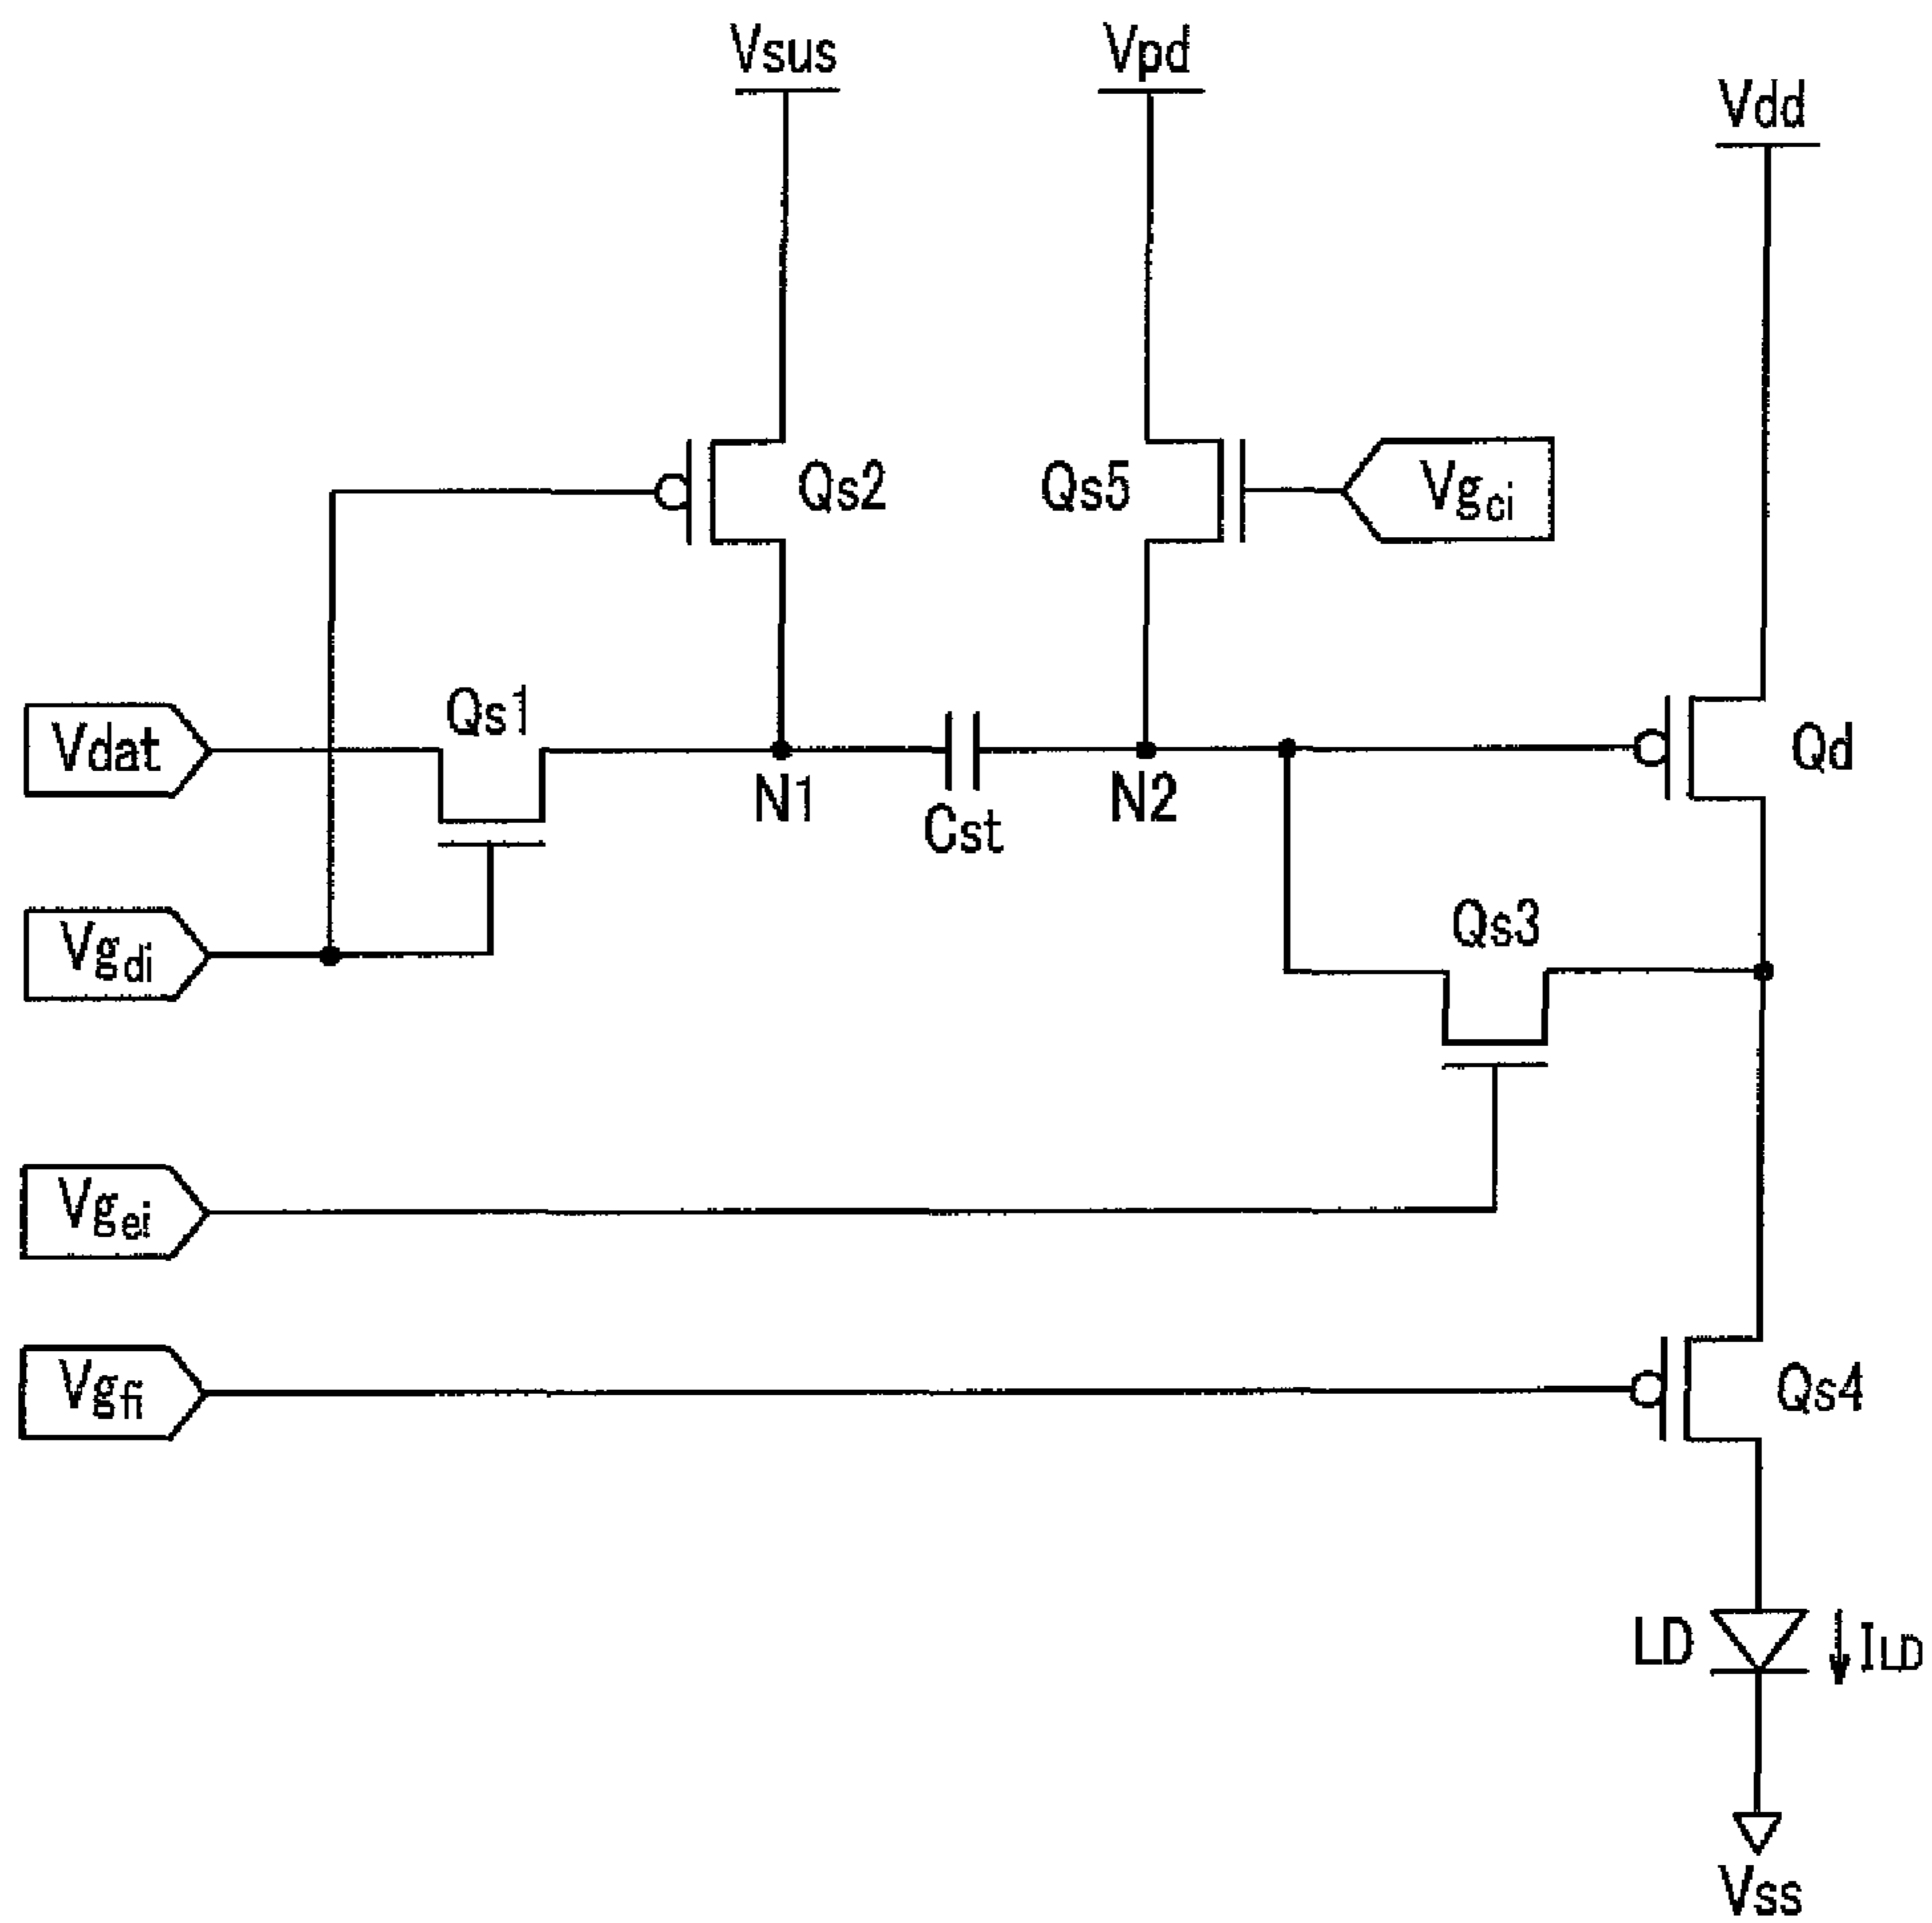 Vsus
Vpd
Vdd
Qs2
Qs5
Vgci
Vdat
Qs1
N1
Cst
N2
Qd
Vgdi
Qs3
Vgei
Vgfi
Qs4
LD
ILD
Vss